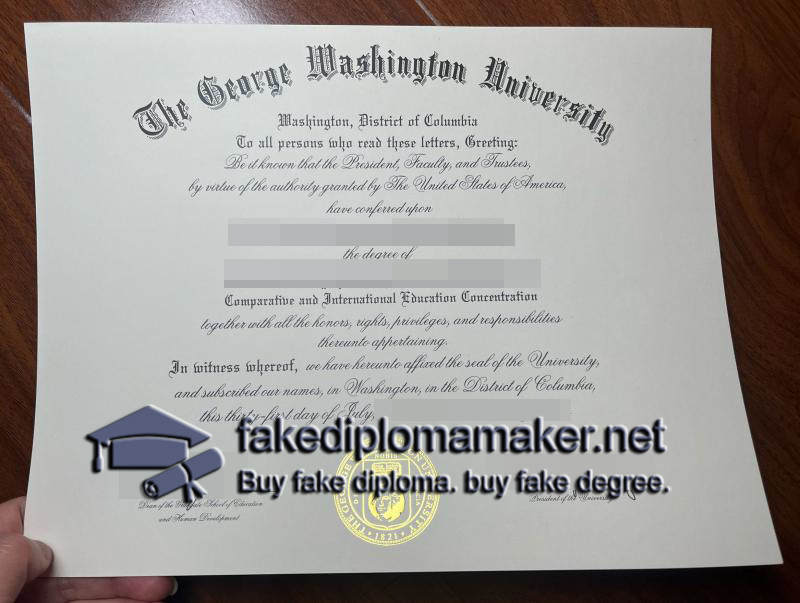 The George Washington University
Washington, District of Columbia
To all persons who read these letters, Greeting:
Be it known that the President, Faculty, and Trustees,
by virtue of the authority granted by The United States of America,
have conferred upon
the degree of
Comparative and International Education Concentration
together with all the honors, rights, privileges, and responsibilities
thereunto appertaining.
In witness whereof, we have hereunto affixed the seal of the University,
and subscribed our names, in Washington, in the District of Columbia,
this thirty-first day of July,
fakediplomamaker.net
Buy fake diploma. buy fake degree.
Dean of the Graduate School of Education
and Human Development
President of the University
1821